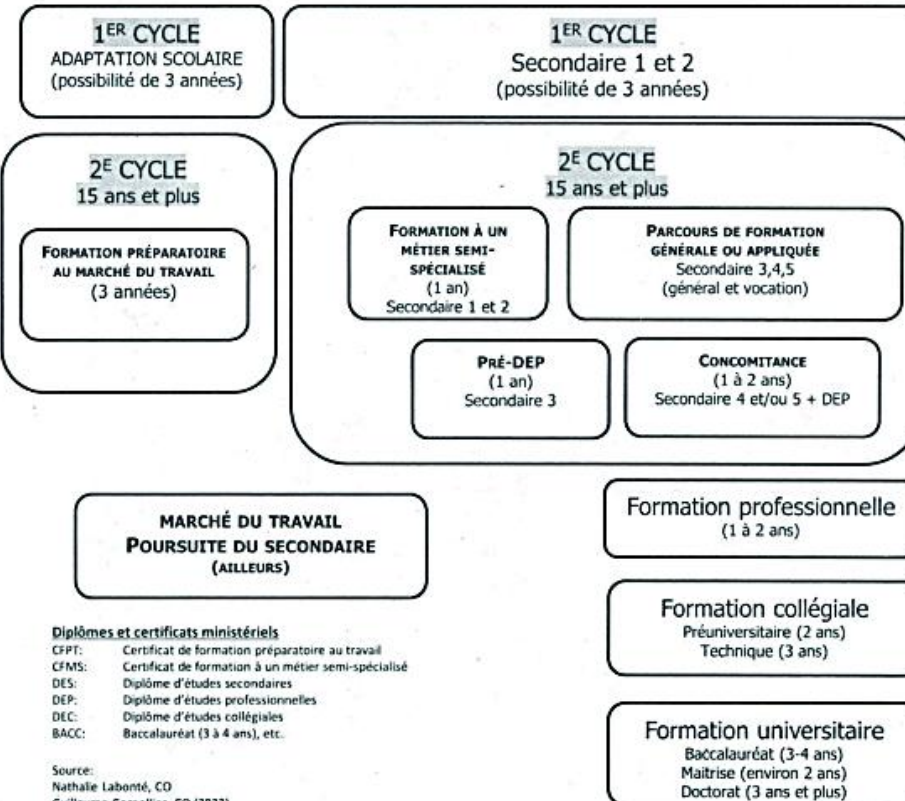 1ER CYCLE
ADAPTATION SCOLAIRE
(possibilité de 3 années)
1ER CYCLE
Secondaire 1 et 2
(possibilité de 3 années)
2E CYCLE
15 ans et plus
FORMATION PRÉPARATOIRE
AU MARCHÉ DU TRAVAIL
(3 années)
2E CYCLE
15 ans et plus
FORMATION À UN
MÉTIER SEMI-
SPÉCIALISÉ
(1 an)
Secondaire 1 et 2
PARCOURS DE FORMATION
GÉNÉRALE OU APPLIQUÉE
Secondaire 3,4,5
(général et vocation)
PRÉ-DEP
(1 an)
Secondaire 3
CONCOMITANCE
(1 à 2 ans)
Secondaire 4 et/ou 5 + DEP
MARCHÉ DU TRAVAIL
POURSUITE DU SECONDAIRE
(AILLEURS)
Formation professionnelle
(1 à 2 ans)
Formation collégiale
Préuniversitaire (2 ans)
Technique (3 ans)
Formation universitaire
Baccalauréat (3-4 ans)
Maitrise (environ 2 ans)
Doctorat (3 ans et plus)
Diplômes et certificats ministériels
CFPT: Certificat de formation préparatoire au travail
CFMS: Certificat de formation à un métier semi-spécialisé
DES: Diplôme d'études secondaires
DEP: Diplôme d'études professionnelles
DEC: Diplôme d'études collégiales
BACC: Baccalauréat (3 à 4 ans), etc.
Source:
Nathalie Labonté, CO